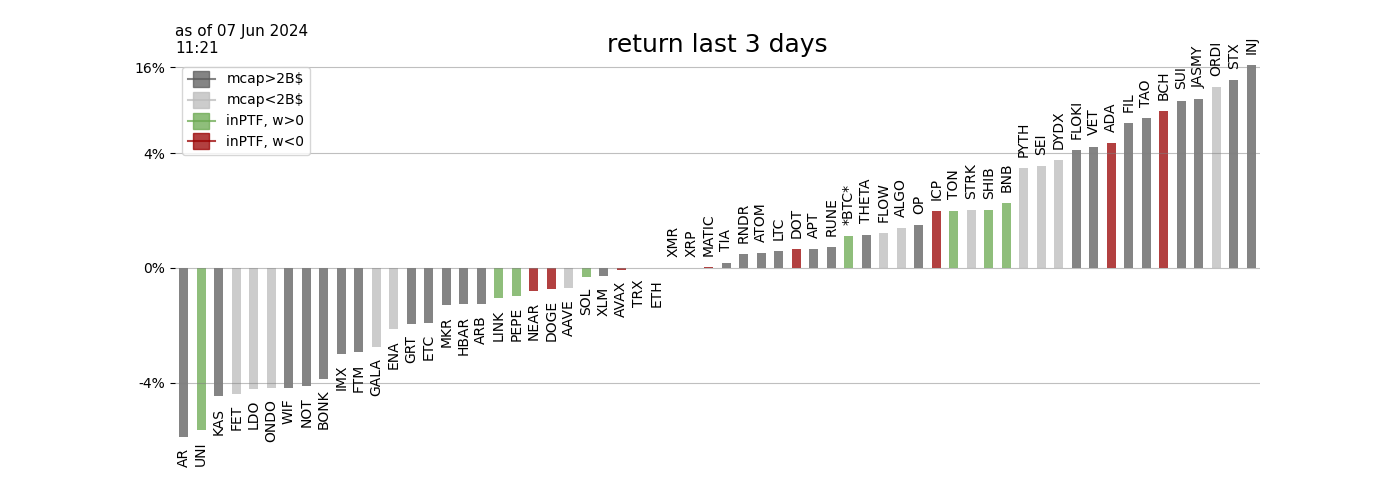 as of 07 Jun 2024
11:21
return last 3 days
16%
4%
0%
-4%
mcap>2B$
mcap<2B$
inPTF, w>0
inPTF, w<0
AR
UNI
KAS
FET
LDO
ONDO
WIF
NOT
BONK
IMX
FTM
GALA
ENA
GRT
ETC
MKR
HBAR
ARB
LINK
PEPE
NEAR
DOGE
AAVE
SOL
XLM
AVAX
TRX
ETH
XMR
XRP
MATIC
TIA
RNDR
ATOM
LTC
DOT
APT
RUNE
*BTC*
THETA
FLOW
ALGO
OP
ICP
TON
STRK
SHIB
BNB
PYTH
SEI
DYDX
FLOKI
VET
ADA
FIL
TAO
BCH
SUI
JASMY
ORDI
STX
INJ